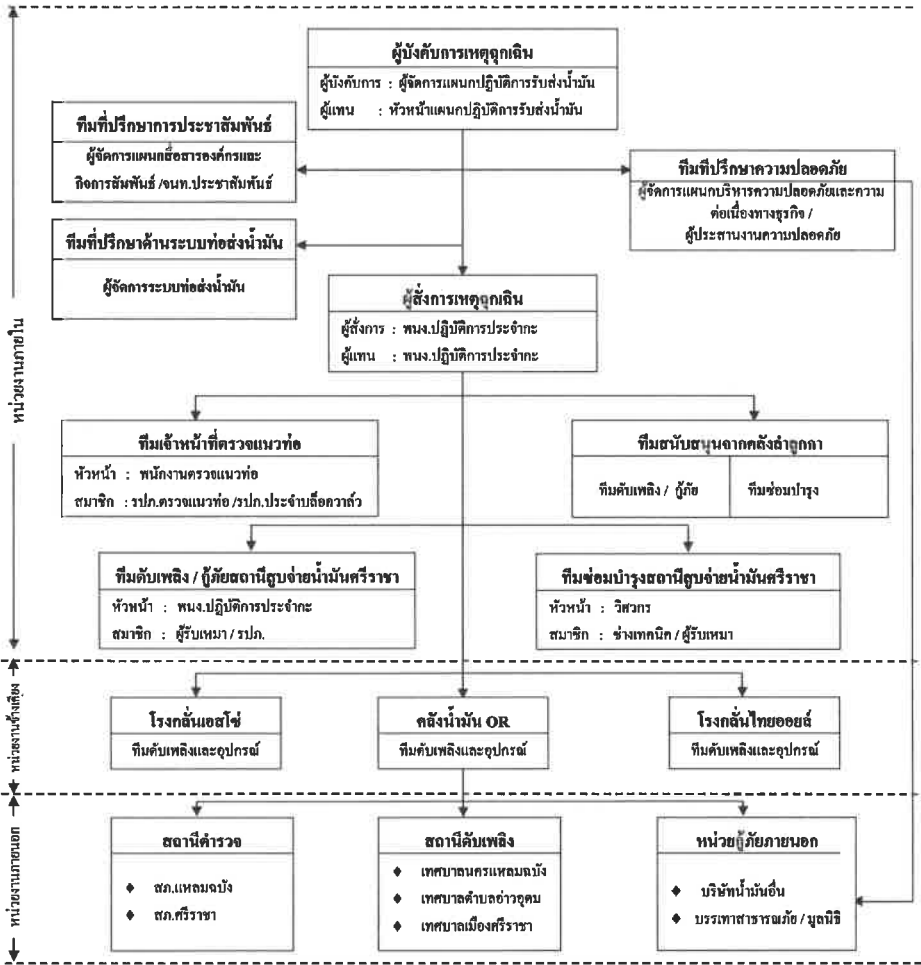 ผู้บังคับการเหตุฉุกเฉิน
ผู้บังคับการ : ผู้จัดการแผนกปฏิบัติการรับส่งน้ำมัน
ผู้แทน : หัวหน้าแผนกปฏิบัติการรับส่งน้ำมัน
ทีมที่ปรึกษาการประชาสัมพันธ์
ผู้จัดการแผนกสื่อสารองค์กรและ
กิจการสัมพันธ์ /จนท.ประชาสัมพันธ์
ทีมที่ปรึกษาความปลอดภัย
ผู้จัดการแผนกบริหารความปลอดภัยและความ
ต่อเนื่องทางธุรกิจ /
ผู้ประสานงานความปลอดภัย
ทีมที่ปรึกษาด้านระบบท่อส่งน้ำมัน
ผู้จัดการระบบท่อส่งน้ำมัน
ผู้สั่งการเหตุฉุกเฉิน
ผู้สั่งการ : พนง.ปฏิบัติการประจำกะ
ผู้แทน : พนง.ปฏิบัติการประจำกะ
หน่วยงานภายใน
ทีมเจ้าหน้าที่ตรวจแนวท่อ
หัวหน้า : พนักงานตรวจแนวท่อ
สมาชิก : รปภ.ตรวจแนวท่อ /รปภ.ประจำบล็อควาล์ว
ทีมสนับสนุนจากคลังลำลูกกา
ทีมดับเพลิง / กู้ภัย
ทีมซ่อมบำรุง
ทีมดับเพลิง / กู้ภัยสถานีสูบจ่ายน้ำมันศรีราชา
หัวหน้า : พนง.ปฏิบัติการประจำกะ
สมาชิก : ผู้รับเหมา / รปภ.
ทีมซ่อมบำรุงสถานีสูบจ่ายน้ำมันศรีราชา
หัวหน้า : วิศวกร
สมาชิก : ช่างเทคนิค / ผู้รับเหมา
หน่วยงานข้างเคียง
โรงกลั่นเอสโซ่
ทีมดับเพลิงและอุปกรณ์
คลังน้ำมัน OR
ทีมดับเพลิงและอุปกรณ์
โรงกลั่นไทยออยล์
ทีมดับเพลิงและอุปกรณ์
หน่วยงานภายนอก
สถานีตำรวจ
♦ สภ.แหลมฉบัง
♦ สภ.ศรีราชา
สถานีดับเพลิง
♦ เทศบาลนครแหลมฉบัง
♦ เทศบาลตำบลอ่าวอุดม
♦ เทศบาลเมืองศรีราชา
หน่วยกู้ภัยภายนอก
♦ บริษัทน้ำมันอื่น
♦ บรรเทาสาธารณภัย / มูลนิธิ